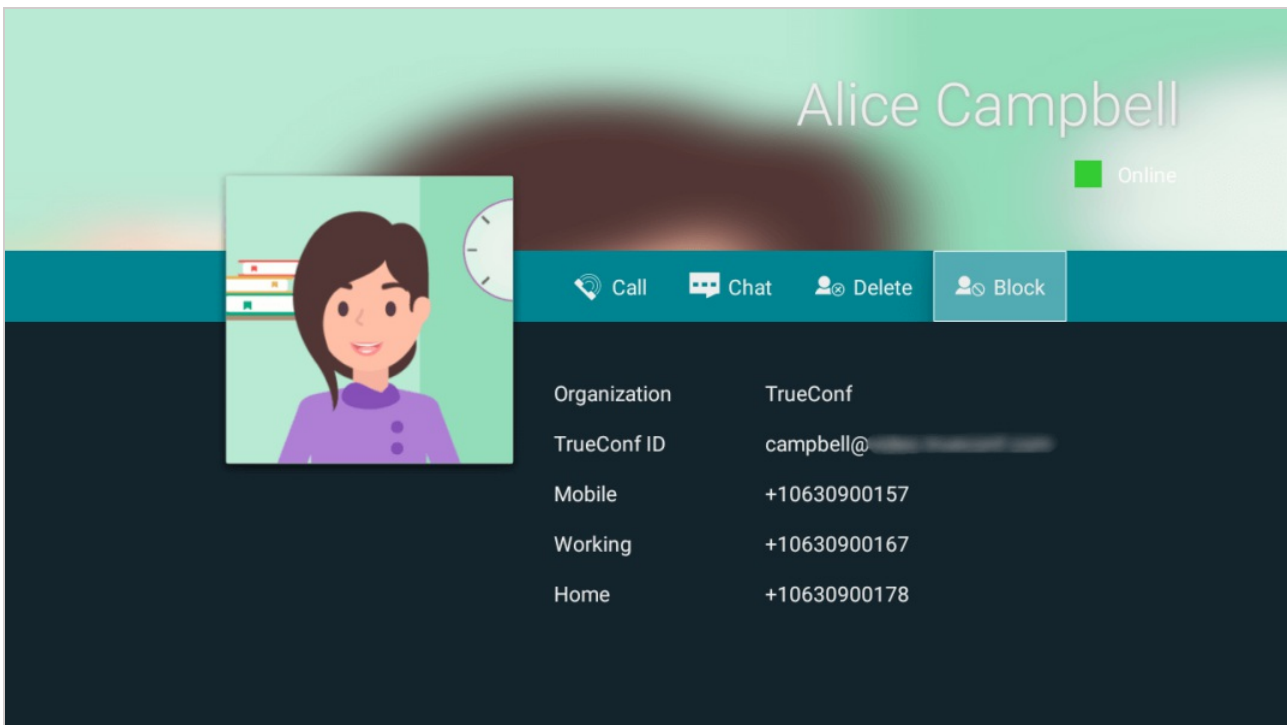 Alice Campbell
Online
Call Chat Delete Block
Organization TrueConf
TrueConf ID campbell@
Mobile +10630900157
Working +10630900167
Home +10630900178